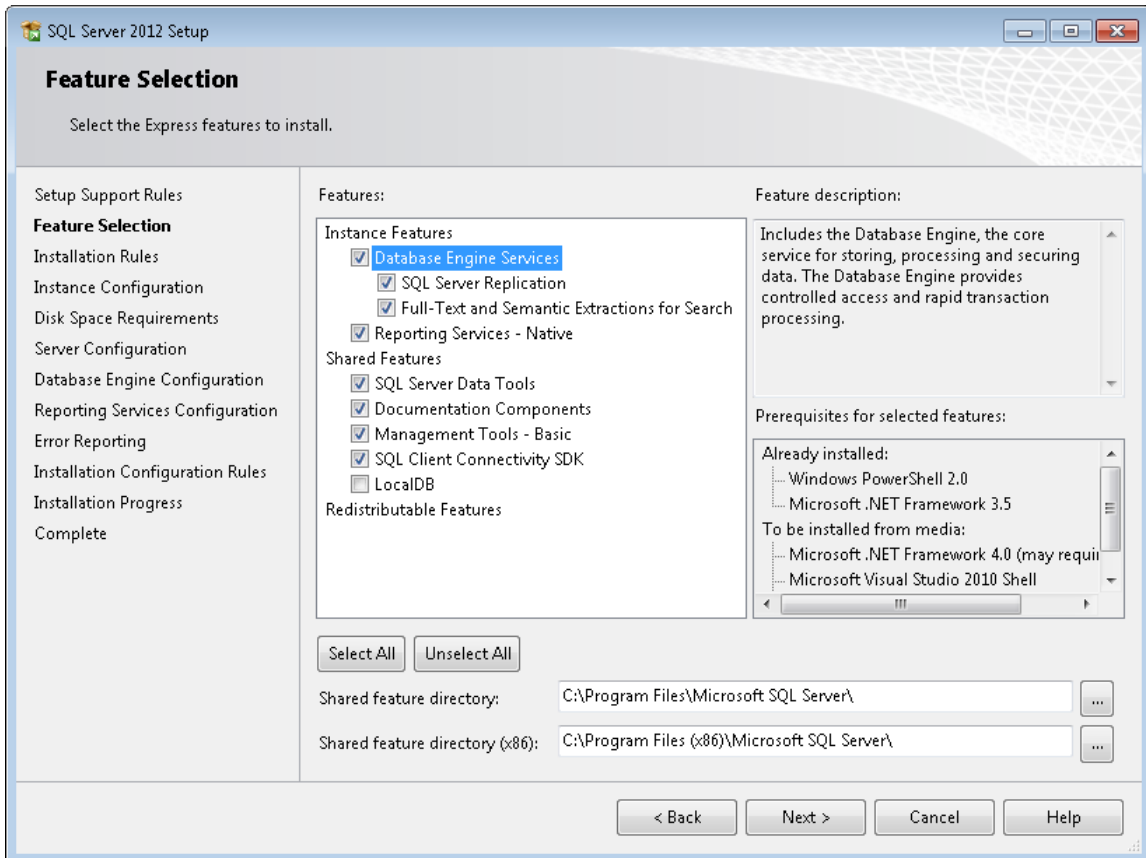 SQL Server 2012 Setup
Feature Selection
Select the Express features to install.
Setup Support Rules
Feature Selection
Installation Rules
Instance Configuration
Disk Space Requirements
Server Configuration
Database Engine Configuration
Reporting Services Configuration
Error Reporting
Installation Configuration Rules
Installation Progress
Complete
Features:
Instance Features
Database Engine Services
SQL Server Replication
Full-Text and Semantic Extractions for Search
Reporting Services - Native
Shared Features
SQL Server Data Tools
Documentation Components
Management Tools - Basic
SQL Client Connectivity SDK
LocalDB
Redistributable Features
Feature description:
Includes the Database Engine, the core
service for storing, processing and securing
data. The Database Engine provides
controlled access and rapid transaction
processing.
Prerequisites for selected features:
Already installed:
Windows PowerShell 2.0
Microsoft .NET Framework 3.5
To be installed from media:
Microsoft .NET Framework 4.0 (may requi
Microsoft Visual Studio 2010 Shell
Select All
Unselect All
Shared feature directory:
C:\Program Files\Microsoft SQL Server\
...
Shared feature directory (x86):
C:\Program Files (x86)\Microsoft SQL Server\
...
< Back
Next >
Cancel
Help